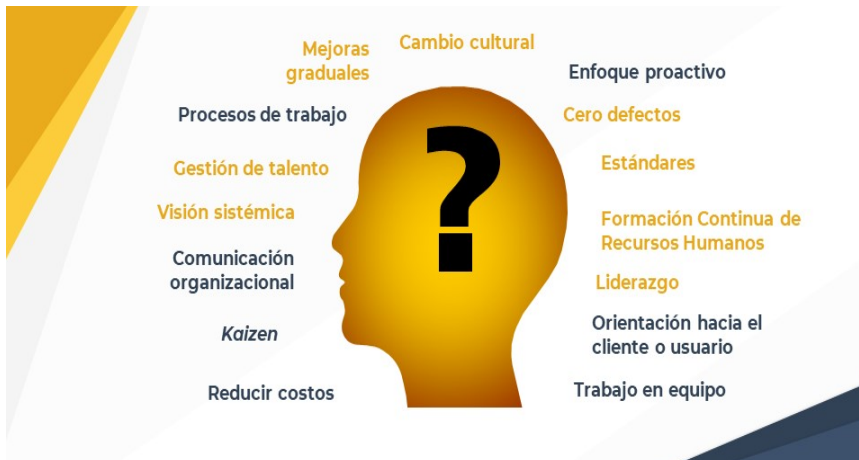 Mejoras
graduales
Cambio cultural
Enfoque proactivo
Procesos de trabajo
Cero defectos
Gestión de talento
Estándares
Visión sistémica
Formación Continua de
Recursos Humanos
Comunicación
organizacional
Liderazgo
Kaizen
Orientación hacia el
cliente o usuario
Reducir costos
Trabajo en equipo
?